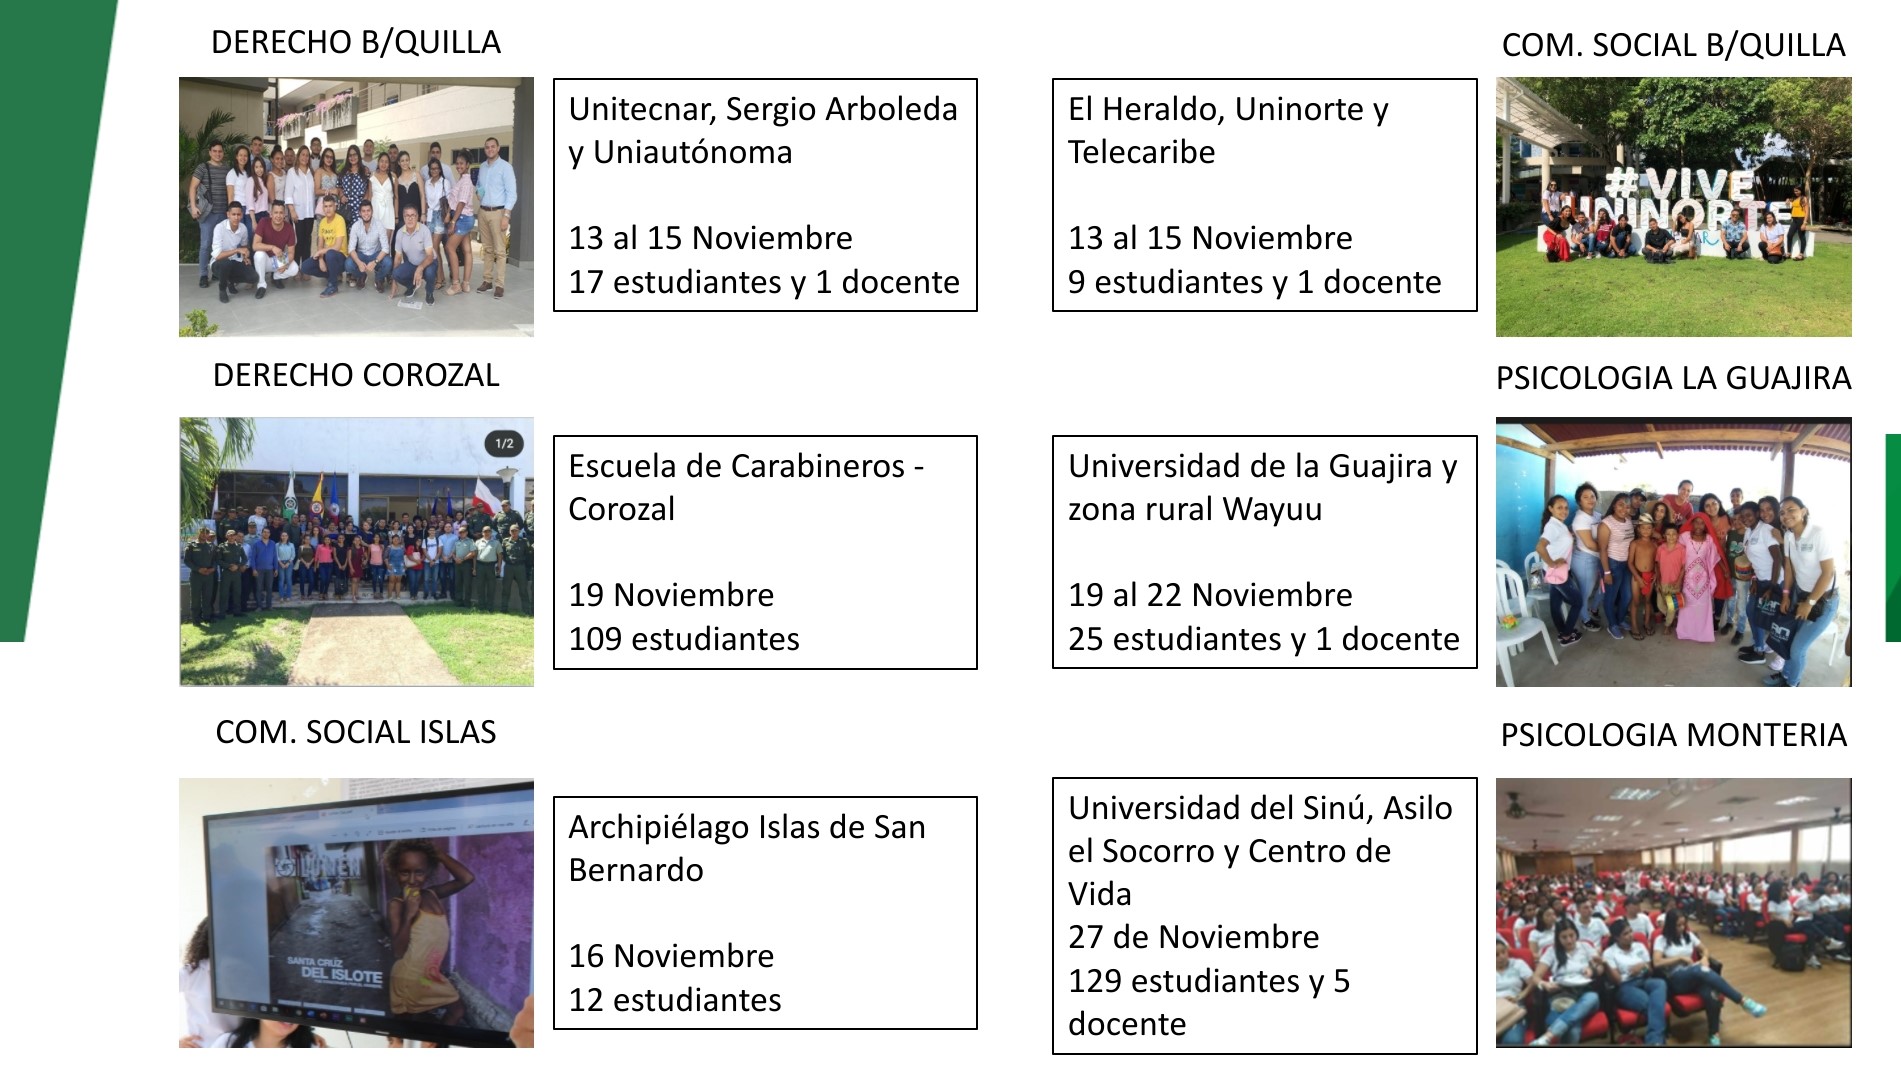 DERECHO B/QUILLA
Unitecnar, Sergio Arboleda
y Uniautónoma
13 al 15 Noviembre
17 estudiantes y 1 docente
COM. SOCIAL B/QUILLA
El Heraldo, Uninorte y
Telecaribe
13 al 15 Noviembre
9 estudiantes y 1 docente
#VIVE
UNINORTE
DERECHO COROZAL
1/2
Escuela de Carabineros -
Corozal
19 Noviembre
109 estudiantes
PSICOLOGIA LA GUAJIRA
Universidad de la Guajira y
zona rural Wayuu
19 al 22 Noviembre
25 estudiantes y 1 docente
COM. SOCIAL ISLAS
SANTA CRUZ
DEL ISLOTE
Archipiélago Islas de San
Bernardo
16 Noviembre
12 estudiantes
PSICOLOGIA MONTERIA
Universidad del Sinú, Asilo
el Socorro y Centro de
Vida
27 de Noviembre
129 estudiantes y 5
docente